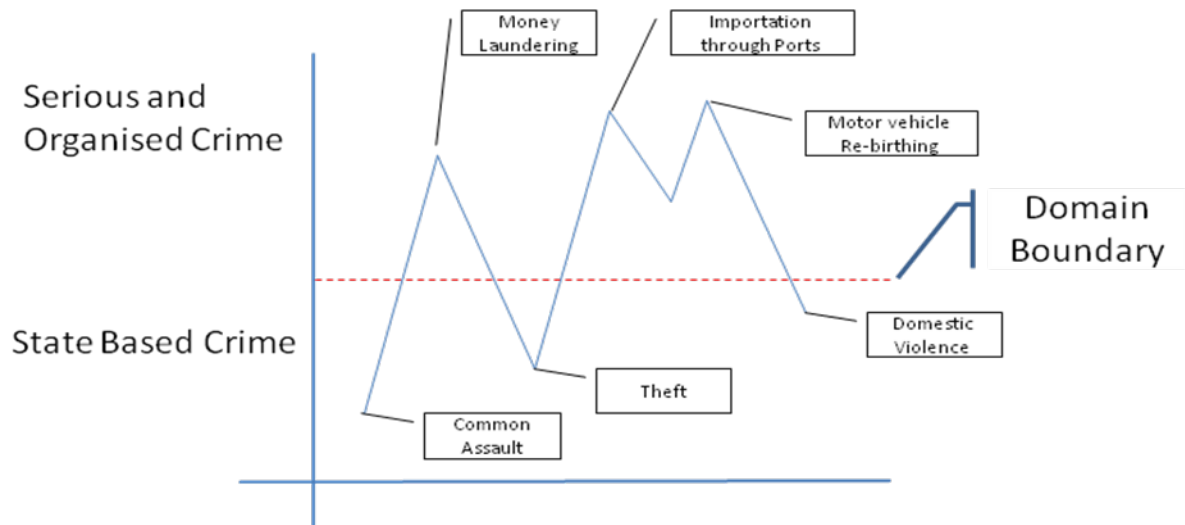 Money
Laundering
Importation
through Ports
Serious and
Organised Crime
Motor vehicle
Re-birthing
Domain
Boundary
State Based Crime
Domestic
Violence
Theft
Common
Assault